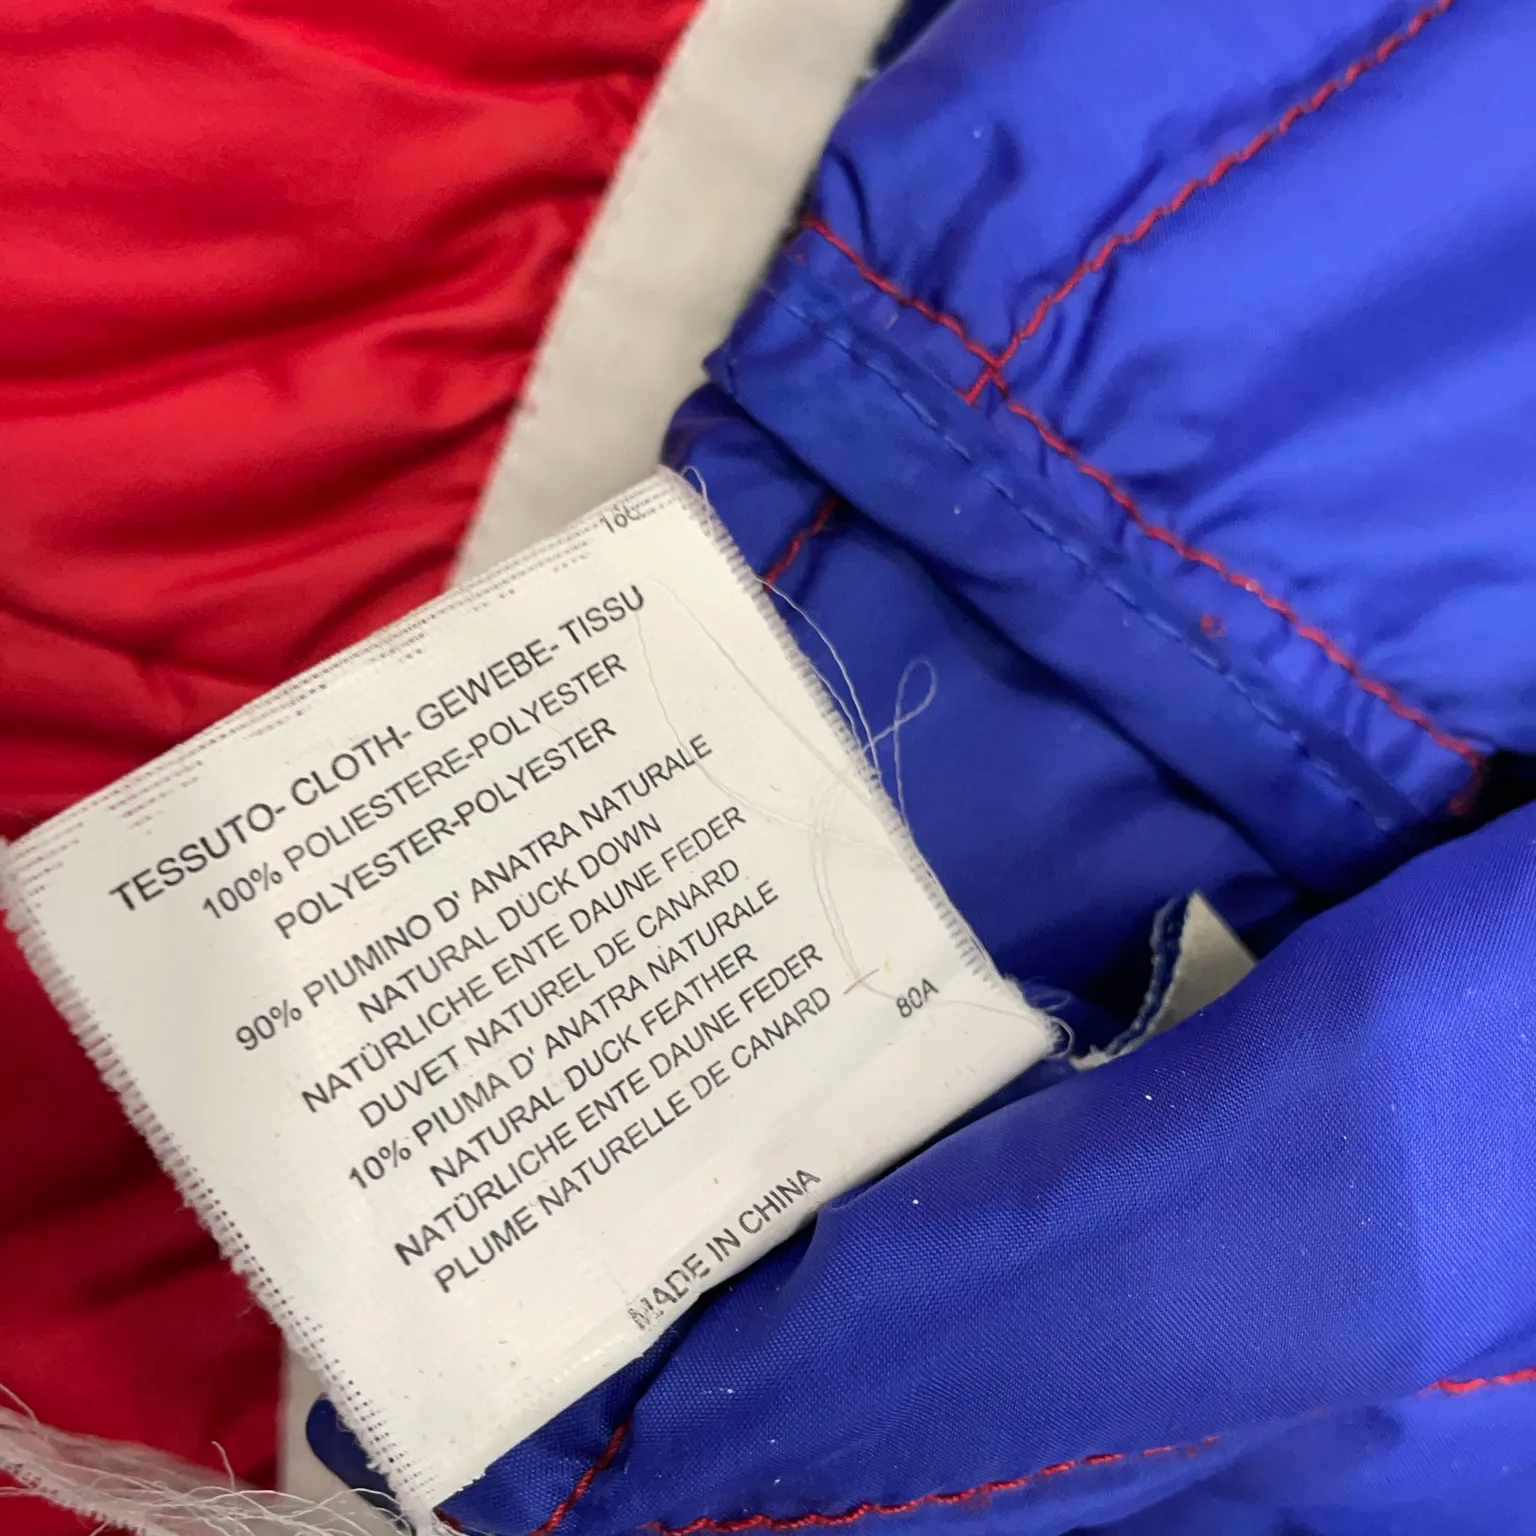 TESSUTO- CLOTH- GEWEBE- TISSU
100% POLIESTERE-POLYESTER
POLYESTER-POLYESTER
90% PIUMINO D' ANATRA NATURALE
NATURAL DUCK DOWN
NATÜRLICHE ENTE DAUNE FEDER
DUVET NATUREL DE CANARD
10% PIUMA D' ANATRA NATURALE
NATURAL DUCK FEATHER
NATÜRLICHE ENTE DAUNE FEDER
PLUME NATURELLE DE CANARD
80A
MADE IN CHINA